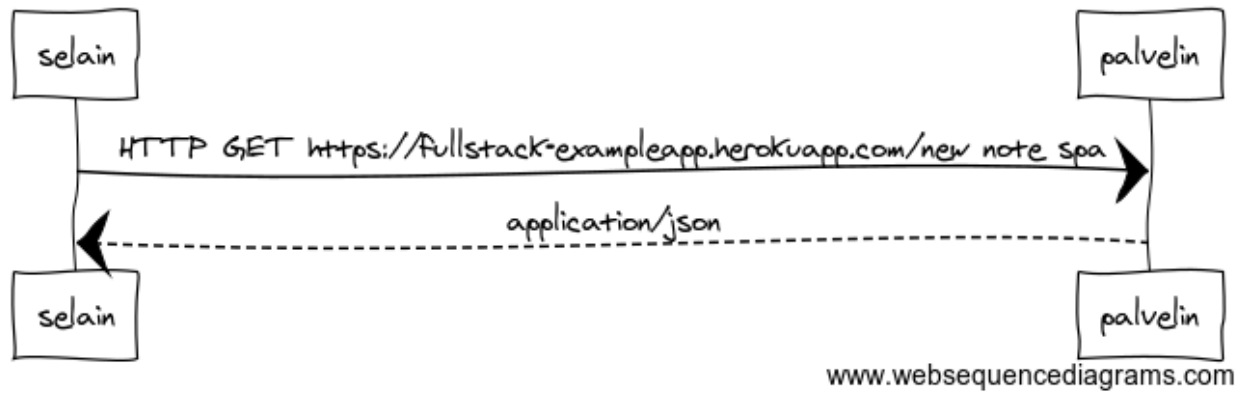 selain palvelin
HTTP GET https://fullstack-exampleapp.herokuapp.com/new note spa
application/json
selain palvelin
www.websequencediagrams.com